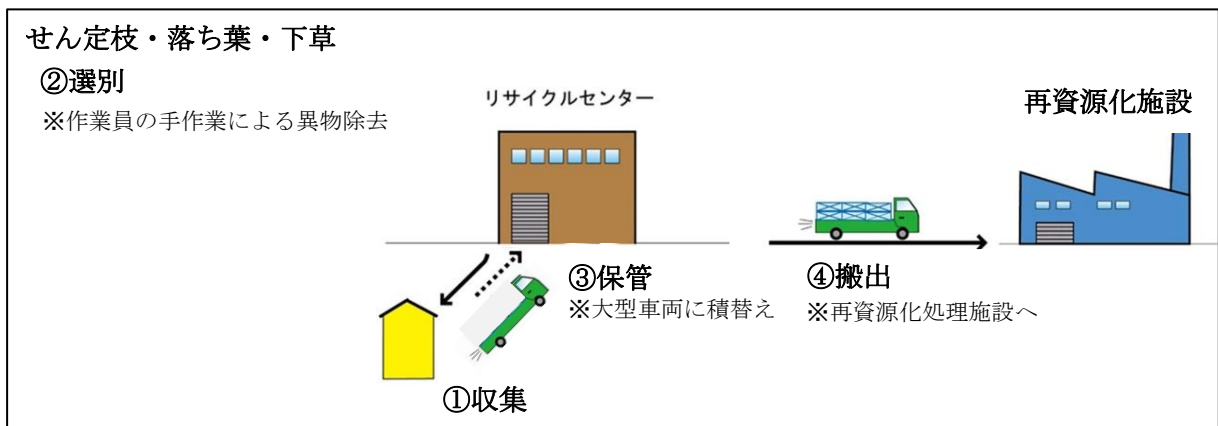 せん定枝・落ち葉・下草
②選別
※作業員の手作業による異物除去
リサイクルセンター
再資源化施設
③保管
※大型車両に積替え
④搬出
※再資源化処理施設へ
①収集